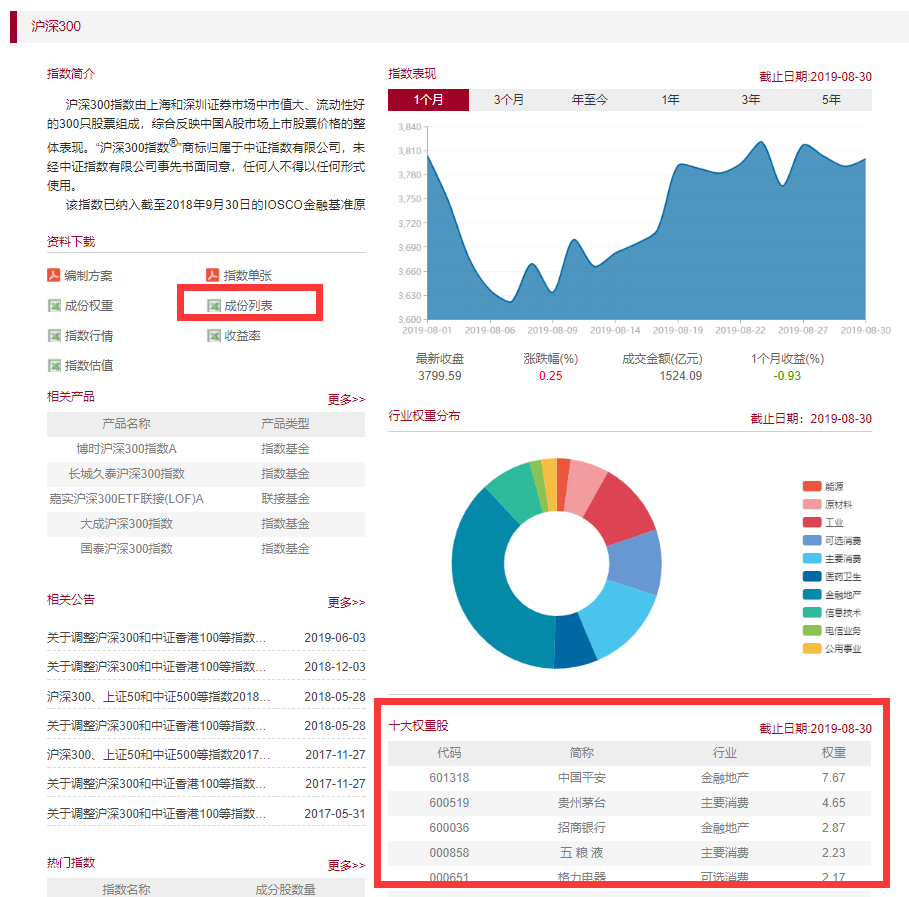 沪深300
指数简介
沪深300指数由上海和深圳证券市场中市值大、流动性好
的300只股票组成，综合反映中国A股市场上市股票价格的整
体表现。“沪深300指数®”商标归属于中证指数有限公司，未
经中证指数有限公司事先书面同意，任何人不得以任何形式
使用。
该指数已纳入截至2018年9月30日的IOSCO金融基准原
资料下载
编制方案 指数单张
成份权重 成份列表
指数行情 收益率
指数估值
相关产品 更多>>
产品名称 产品类型
博时沪深300指数A 指数基金
长城久泰沪深300指数 指数基金
嘉实沪深300ETF联接(LOF)A 联接基金
大成沪深300指数 指数基金
国泰沪深300指数 指数基金
相关公告 更多>>
关于调整沪深300和中证香港100等指数... 2019-06-03
关于调整沪深300和中证香港100等指数... 2018-12-03
沪深300、上证50和中证500等指数2018... 2018-05-28
关于调整沪深300和中证香港100等指数... 2018-05-28
沪深300、上证50和中证500等指数2017... 2017-11-27
关于调整沪深300和中证香港100等指数... 2017-11-27
关于调整沪深300和中证香港100等指数... 2017-05-31
热门指数 更多>>
指数名称 成分股数量
指数表现 截止日期:2019-08-30
1个月 3个月 年至今 1年 3年 5年
3,840
3,810
3,780
3,750
3,720
3,690
3,660
3,630
3,600
2019-08-01 2019-08-06 2019-08-09 2019-08-14 2019-08-19 2019-08-22 2019-08-27 2019-08-30
最新收盘 涨跌幅(%) 成交金额(亿元) 1个月收益(%)
3799.59 0.25 1524.09 -0.93
行业权重分布 截止日期：2019-08-30
能源
原材料
工业
可选消费
主要消费
医药卫生
金融地产
信息技术
电信业务
公用事业
十大权重股 截止日期:2019-08-30
代码 简称 行业 权重
601318 中国平安 金融地产 7.67
600519 贵州茅台 主要消费 4.65
600036 招商银行 金融地产 2.87
000858 五 粮 液 主要消费 2.23
000651 格力电器 可选消费 2.17